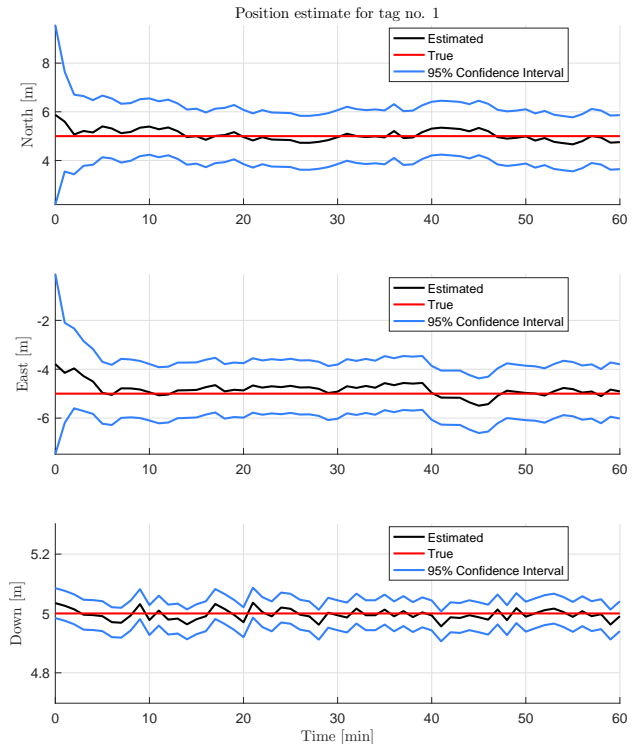 Position estimate for tag no. 1
North [m]
8
6
4
Estimated
True
95% Confidence Interval
0 10 20 30 40 50 60
East [m]
-2
-4
-6
Estimated
True
95% Confidence Interval
0 10 20 30 40 50 60
Down [m]
5.2
5
4.8
Estimated
True
95% Confidence Interval
0 10 20 30 40 50 60
Time [min]